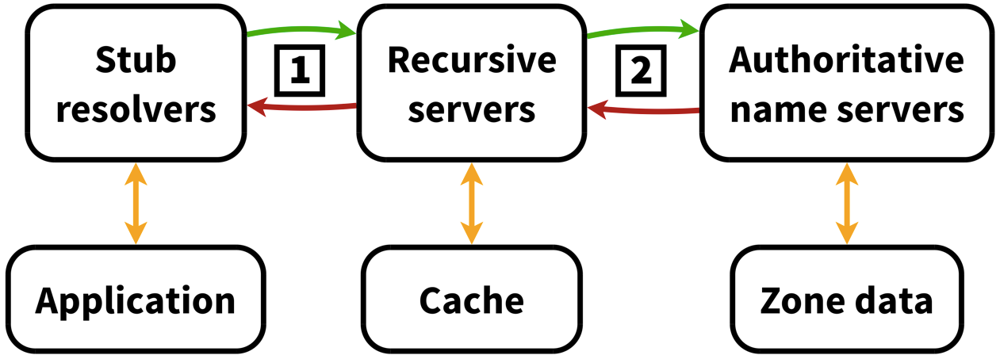 Stub
resolvers
1
Recursive
servers
2
Authoritative
name servers
Application
Cache
Zone data